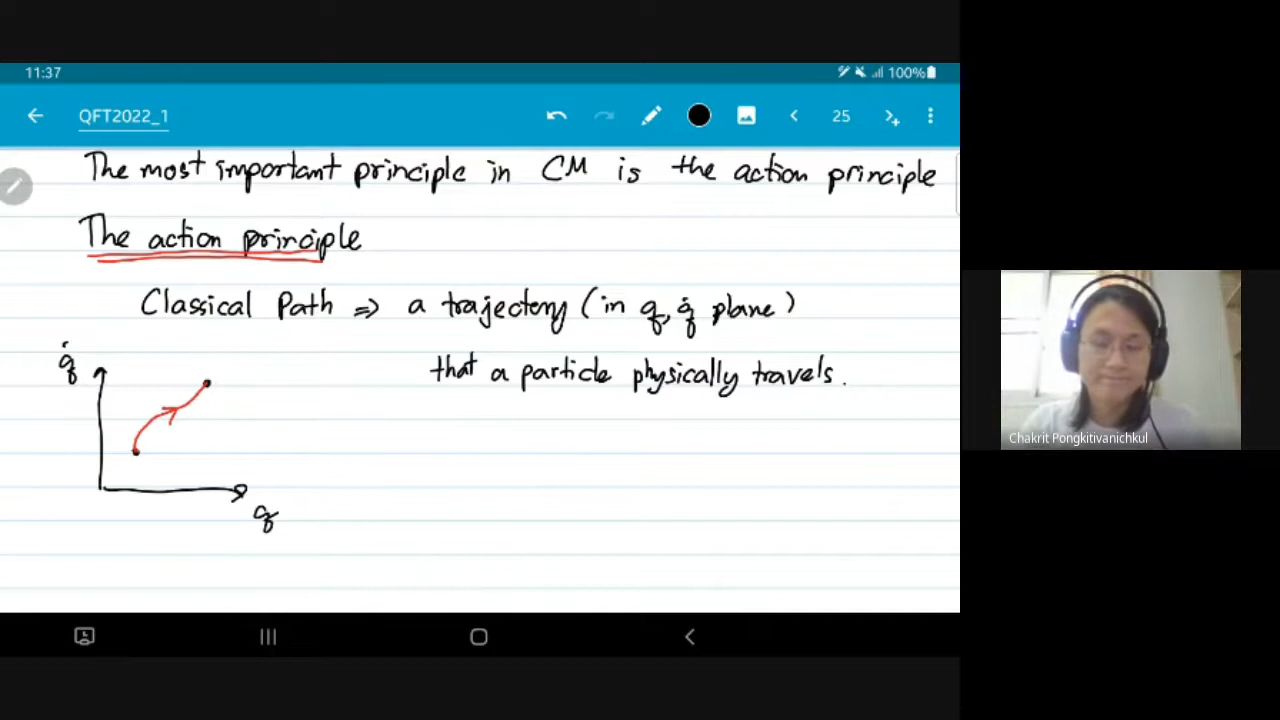 11:37
100%
QFT2022_1
25
The most important principle in CM is the action principle
The action principle
Classical Path ⇒ a trajectory (in q, q̇ plane)
that a particle physically travels.
q̇
q
Chakrit Pongkitivanichkul